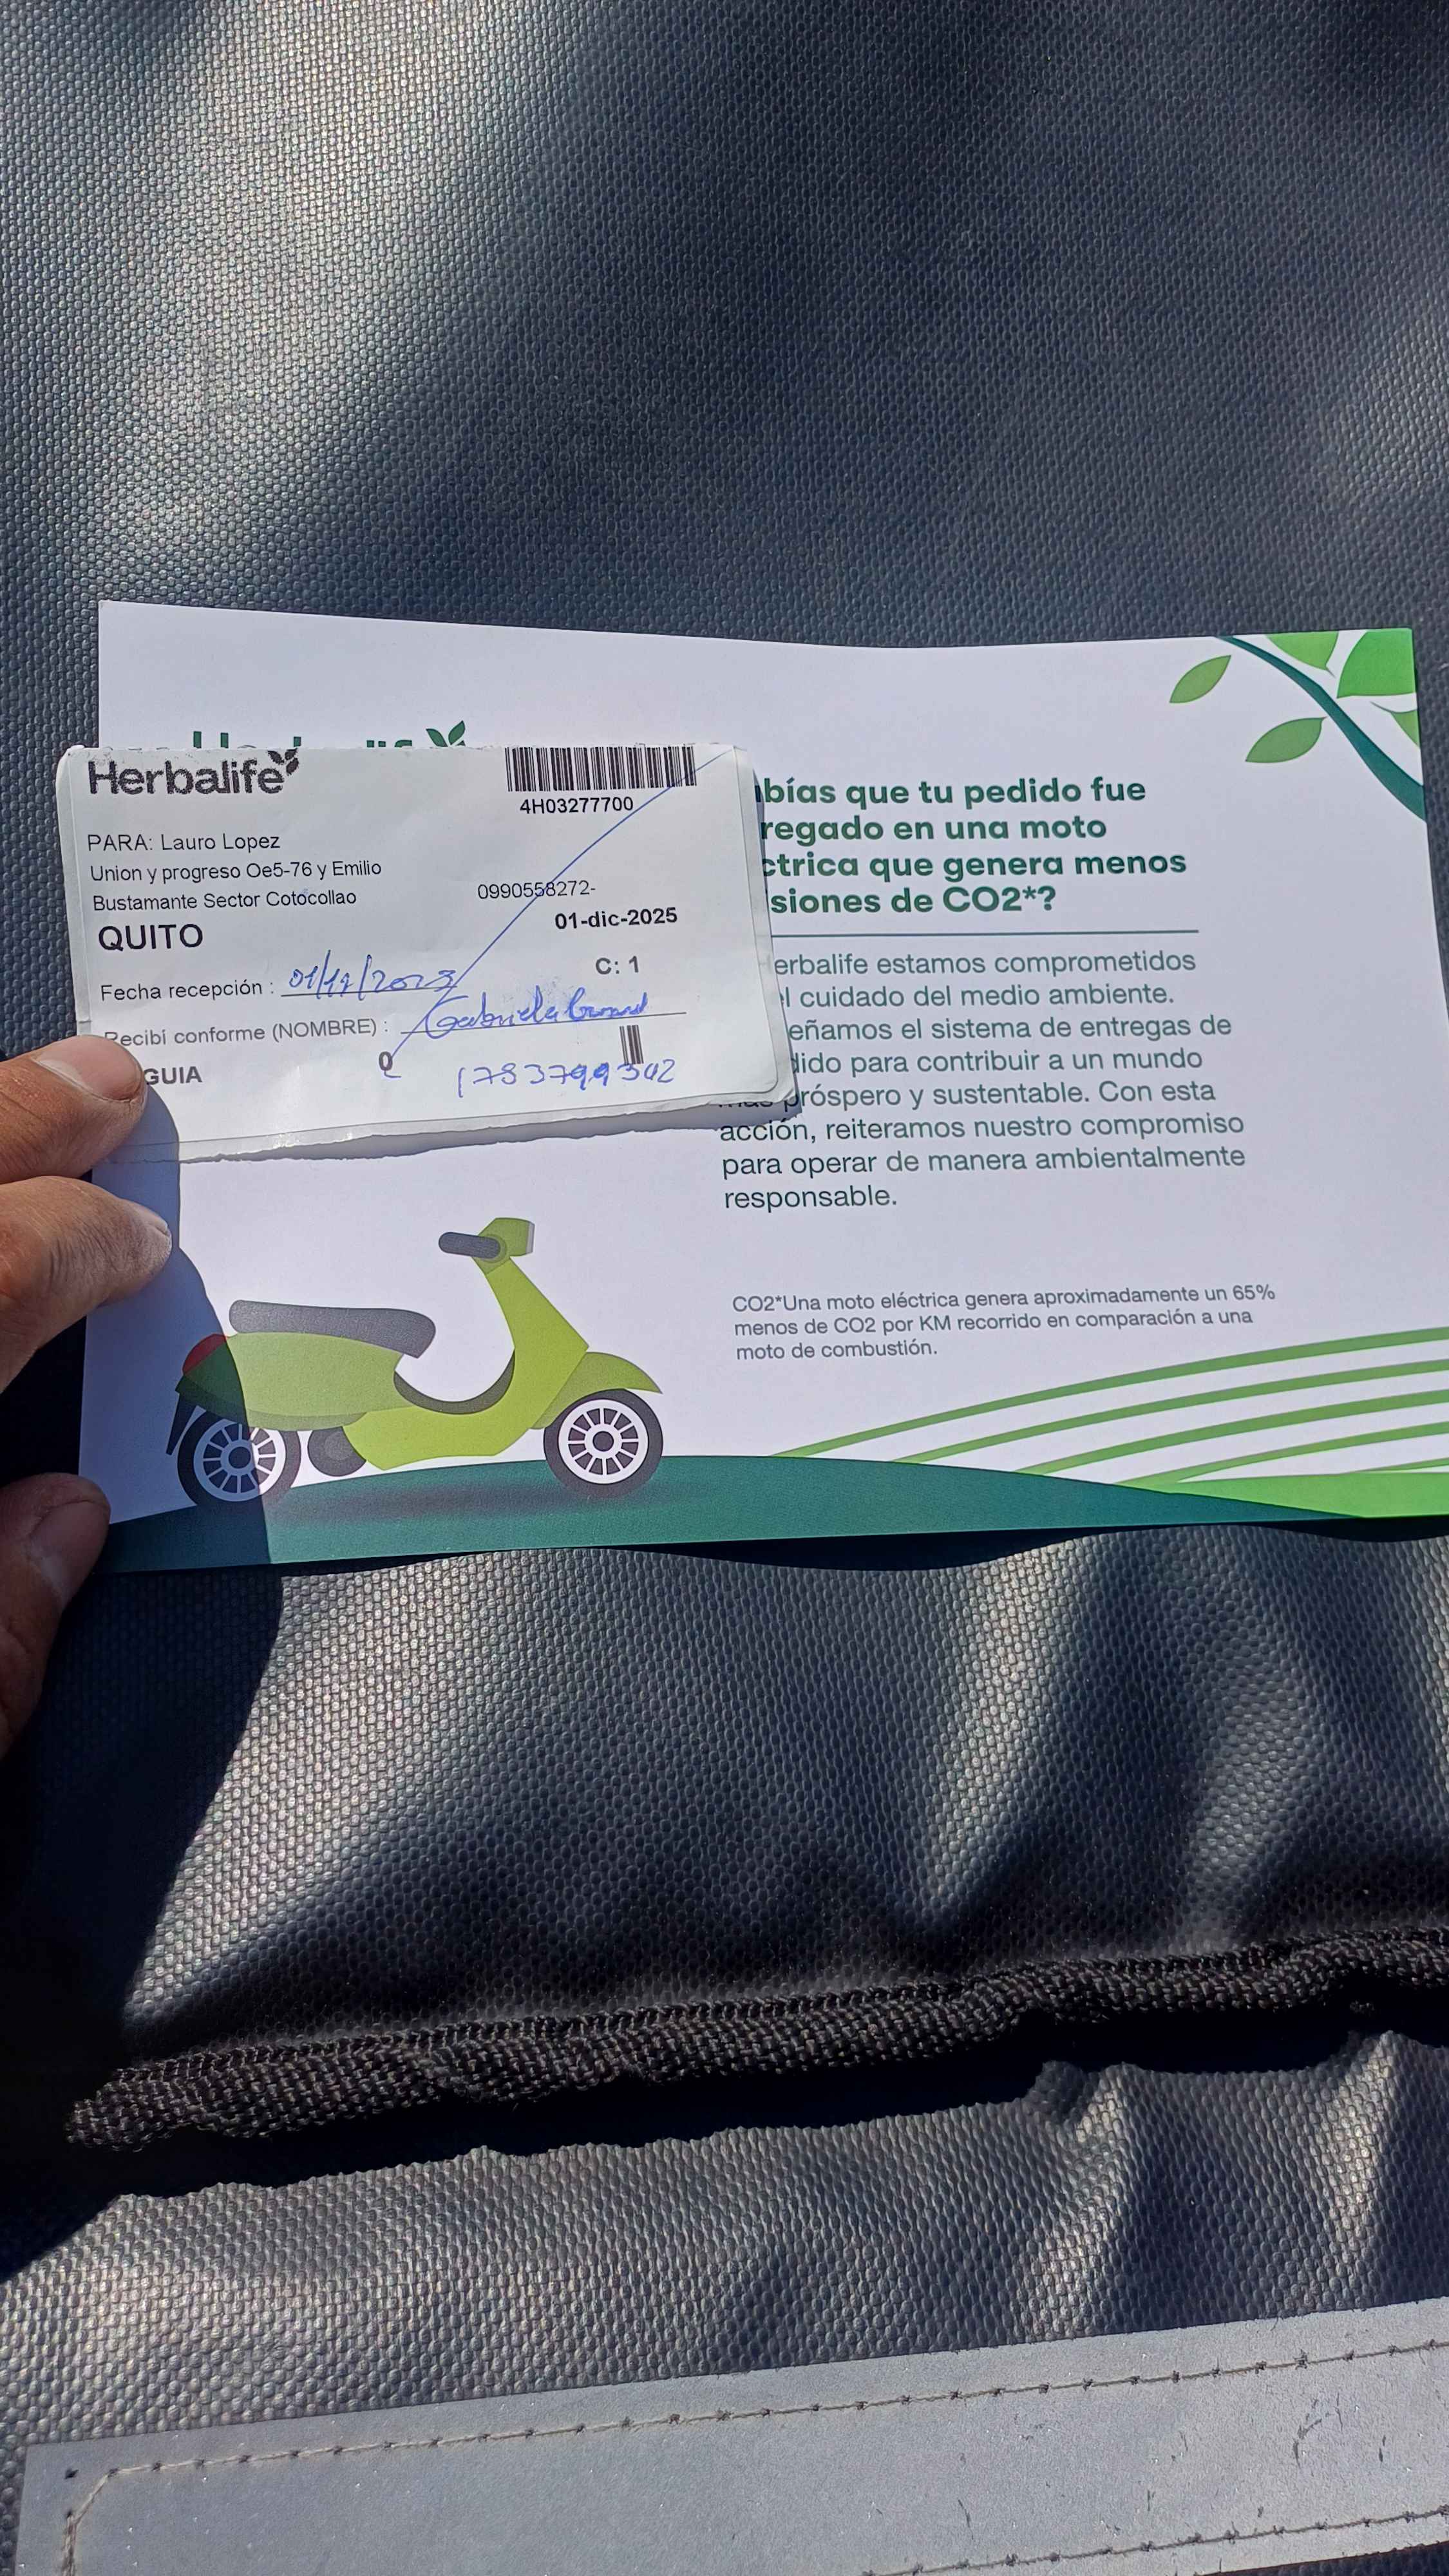 Herbalife
4H03277700
PARA: Lauro Lopez
Union y progreso Oe5-76 y Emilio
Bustamante Sector Cotocollao
0990558272-
QUITO
01-dic-2025
C: 1
Fecha recepción :
Recibí conforme (NOMBRE) : Gabriela
GUIA
bías que tu pedido fue
regado en una moto
ctrica que genera menos
siones de CO2*?
erbalife estamos comprometidos
l cuidado del medio ambiente.
eñamos el sistema de entregas de
dido para contribuir a un mundo
más próspero y sustentable. Con esta
acción, reiteramos nuestro compromiso
para operar de manera ambientalmente
responsable.
CO2*Una moto eléctrica genera aproximadamente un 65%
menos de CO2 por KM recorrido en comparación a una
moto de combustión.